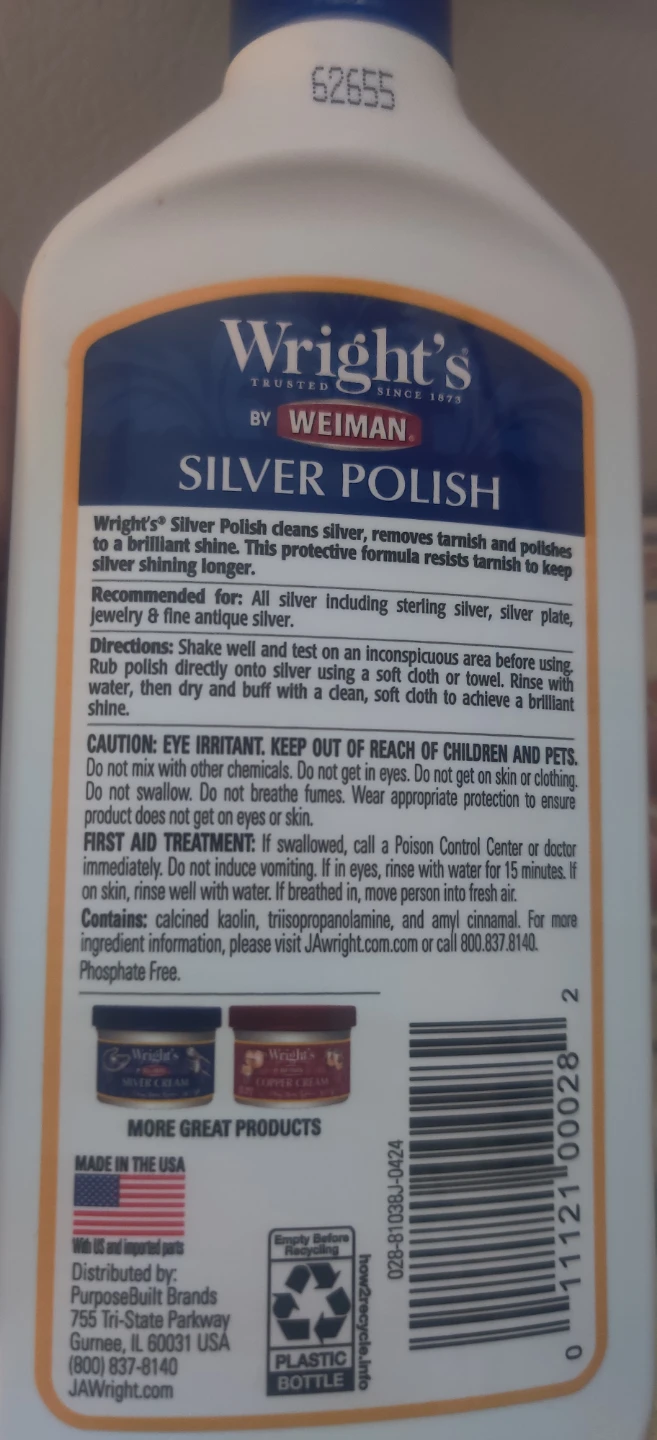 62655
Wright's
TRUSTED SINCE 1873
BY WEIMAN®
SILVER POLISH
Wright's® Silver Polish cleans silver, removes tarnish and polishes
to a brilliant shine. This protective formula resists tarnish to keep
silver shining longer.
Recommended for: All silver including sterling silver, silver plate,
jewelry & fine antique silver.
Directions: Shake well and test on an inconspicuous area before using.
Rub polish directly onto silver using a soft cloth or towel. Rinse with
water, then dry and buff with a clean, soft cloth to achieve a brilliant
shine.
CAUTION: EYE IRRITANT. KEEP OUT OF REACH OF CHILDREN AND PETS.
Do not mix with other chemicals. Do not get in eyes. Do not get on skin or clothing.
Do not swallow. Do not breathe fumes. Wear appropriate protection to ensure
product does not get on eyes or skin.
FIRST AID TREATMENT: If swallowed, call a Poison Control Center or doctor
immediately. Do not induce vomiting. If in eyes, rinse with water for 15 minutes. If
on skin, rinse well with water. If breathed in, move person into fresh air.
Contains: calcined kaolin, triisopropanolamine, and amyl cinnamal. For more
ingredient information, please visit JAwright.com.com or call 800.837.8140.
Phosphate Free.
Wright's
SILVER CREAM
Wright's
COPPER CREAM
MORE GREAT PRODUCTS
MADE IN THE USA
With US and imported parts
Distributed by:
PurposeBuilt Brands
755 Tri-State Parkway
Gurnee, IL 60031 USA
(800) 837-8140
JAWright.com
Empty Before
Recycling
PLASTIC
BOTTLE
how2recycle.info
028-81038J-0424
0 11121 00028 2